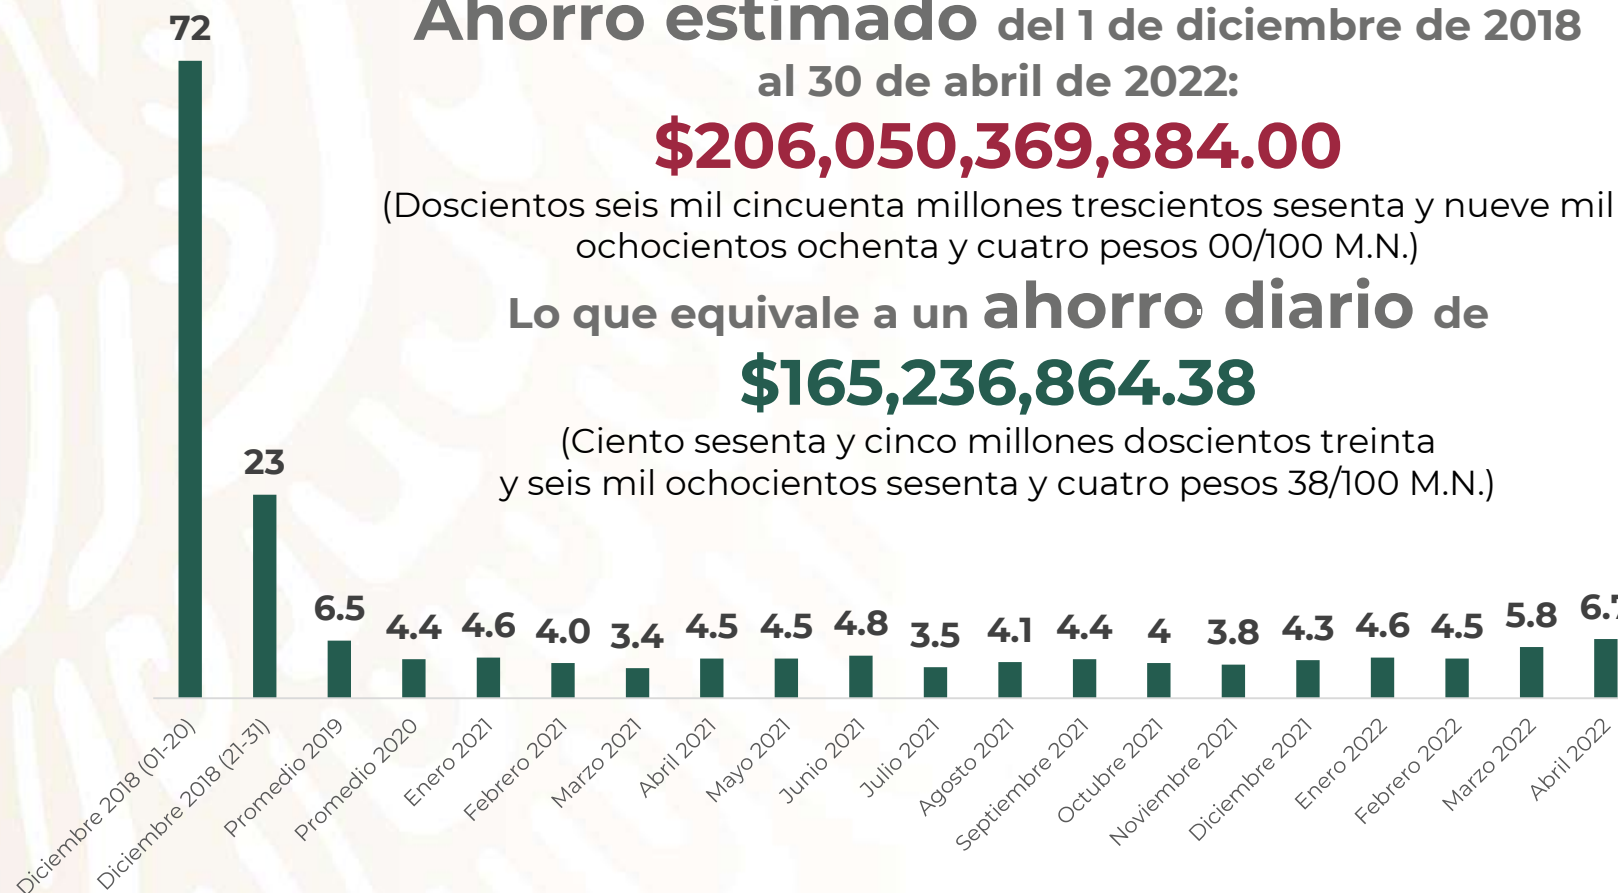 72
Ahorro estimado del 1 de diciembre de 2018
al 30 de abril de 2022:
$206,050,369,884.00
(Doscientos seis mil cincuenta millones trescientos sesenta y nueve mil
ochocientos ochenta y cuatro pesos 00/100 M.N.)
Lo que equivale a un ahorro diario de
$165,236,864.38
(Ciento sesenta y cinco millones doscientos treinta
y seis mil ochocientos sesenta y cuatro pesos 38/100 M.N.)
23
6.5
4.4
4.6
4.0
3.4
4.5
4.5
4.8
3.5
4.1
4.4
4
3.8
4.3
4.6
4.5
5.8
6.7
Diciembre 2018 (01-20)
Diciembre 2018 (21-31)
Promedio 2019
Promedio 2020
Enero 2021
Febrero 2021
Marzo 2021
Abril 2021
Mayo 2021
Junio 2021
Julio 2021
Agosto 2021
Septiembre 2021
Octubre 2021
Noviembre 2021
Diciembre 2021
Enero 2022
Febrero 2022
Marzo 2022
Abril 2022